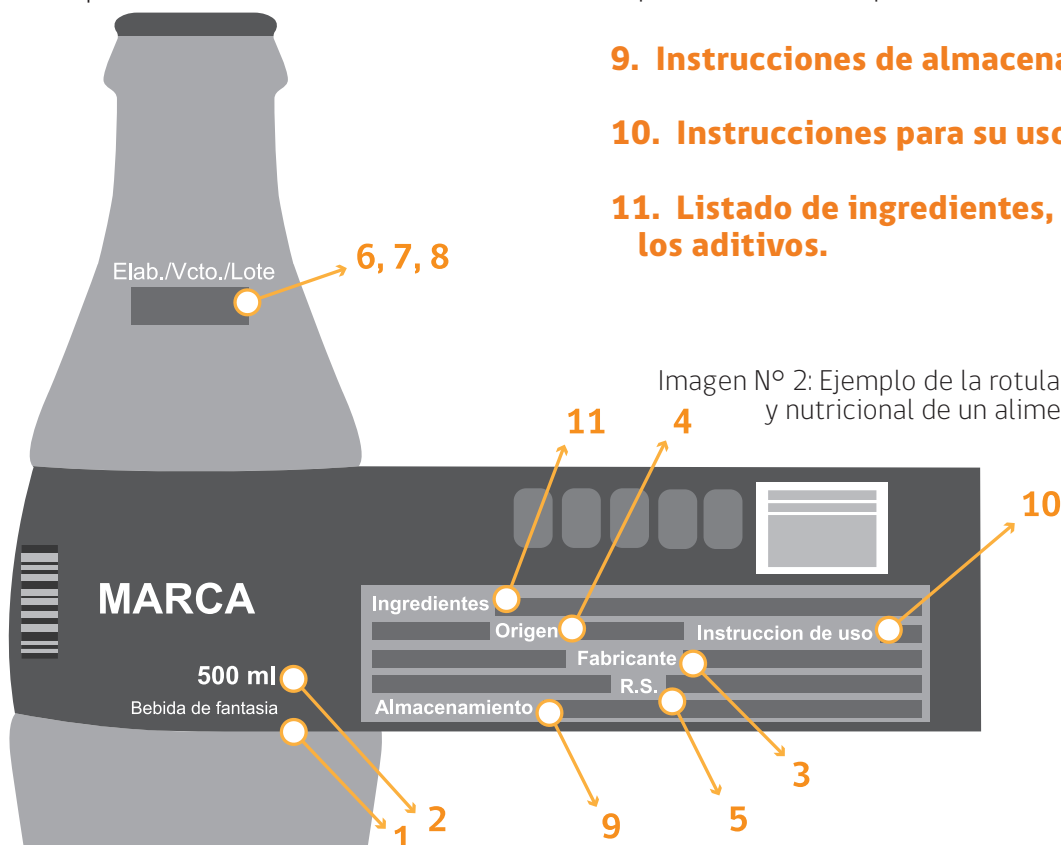 9. Instrucciones de almacena
10. Instrucciones para su uso
11. Listado de ingredientes,
los aditivos.
Elab./Vcto./Lote
6, 7, 8
Imagen N° 2: Ejemplo de la rotula
y nutricional de un alime
11
4
10
MARCA
500 ml
Bebida de fantasia
Ingredientes
Origen
Instruccion de uso
Fabricante
R.S.
Almacenamiento
3
5
9
2
1